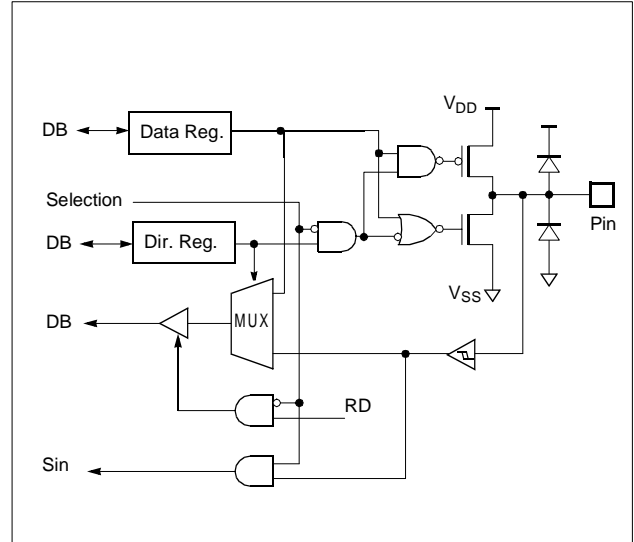 VDD
DB
Data Reg.
Selection
DB
Dir. Reg.
Pin
VSS
DB
MUX
RD
Sin